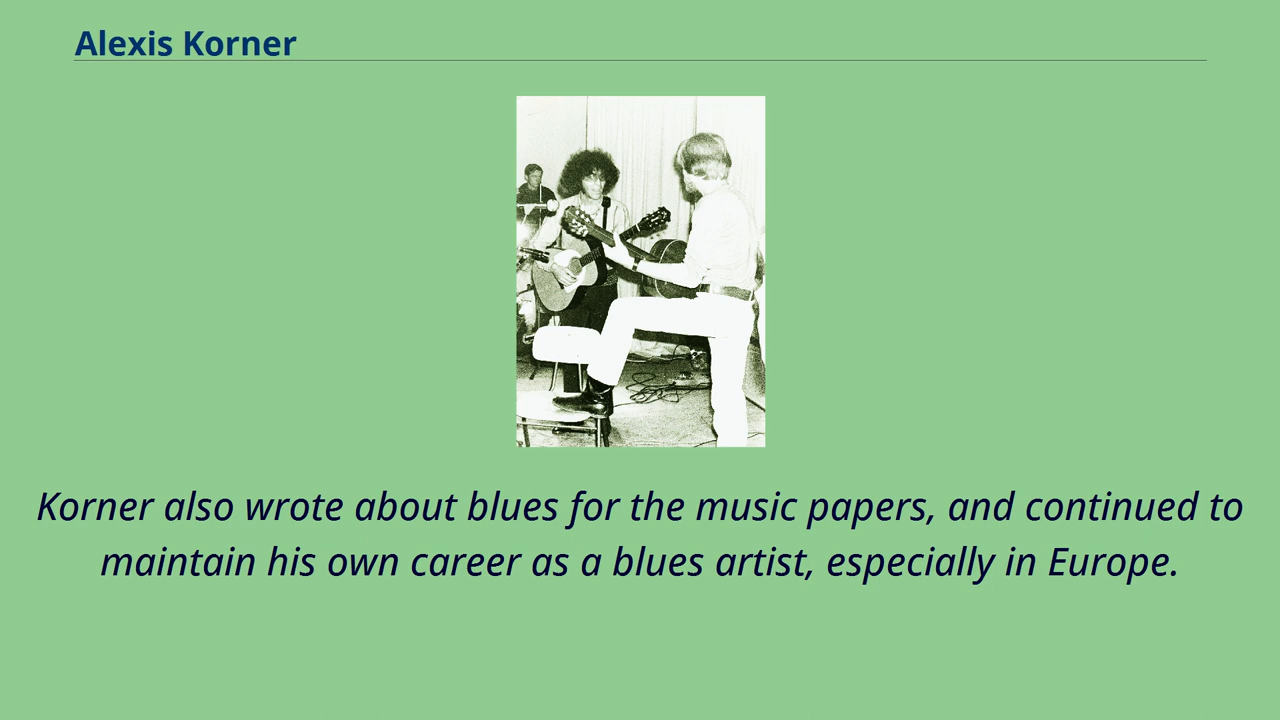 Alexis Korner
Korner also wrote about blues for the music papers, and continued to
maintain his own career as a blues artist, especially in Europe.